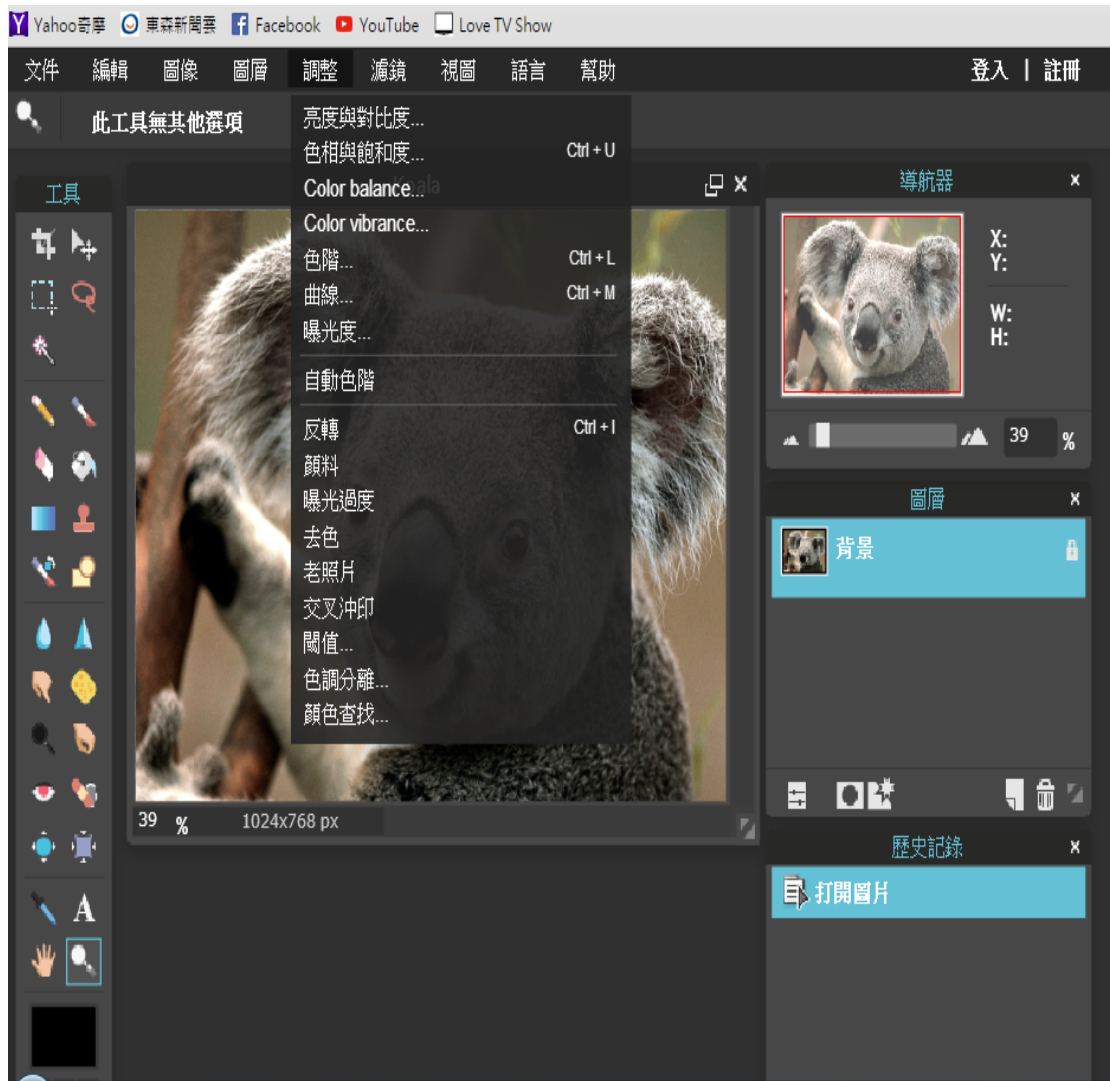 Yahoo奇摩 東森新聞雲 Facebook YouTube Love TV Show
文件 編輯 圖像 圖層 調整 濾鏡 視圖 語言 幫助 登入 | 註冊
此工具無其他選項
工具
亮度與對比度...
色相與飽和度... Ctrl + U
Color balance...
Color vibrance...
色階... Ctrl + L
曲線... Ctrl + M
曝光度...
自動色階
反轉 Ctrl + I
顏料
曝光過度
去色
老照片
交叉冲印
閾值...
色調分離...
顏色查找...
Koala
39 % 1024x768 px
A
導航器
X:
Y:
W:
H:
39 %
圖層
背景
歷史記錄
打開圖片